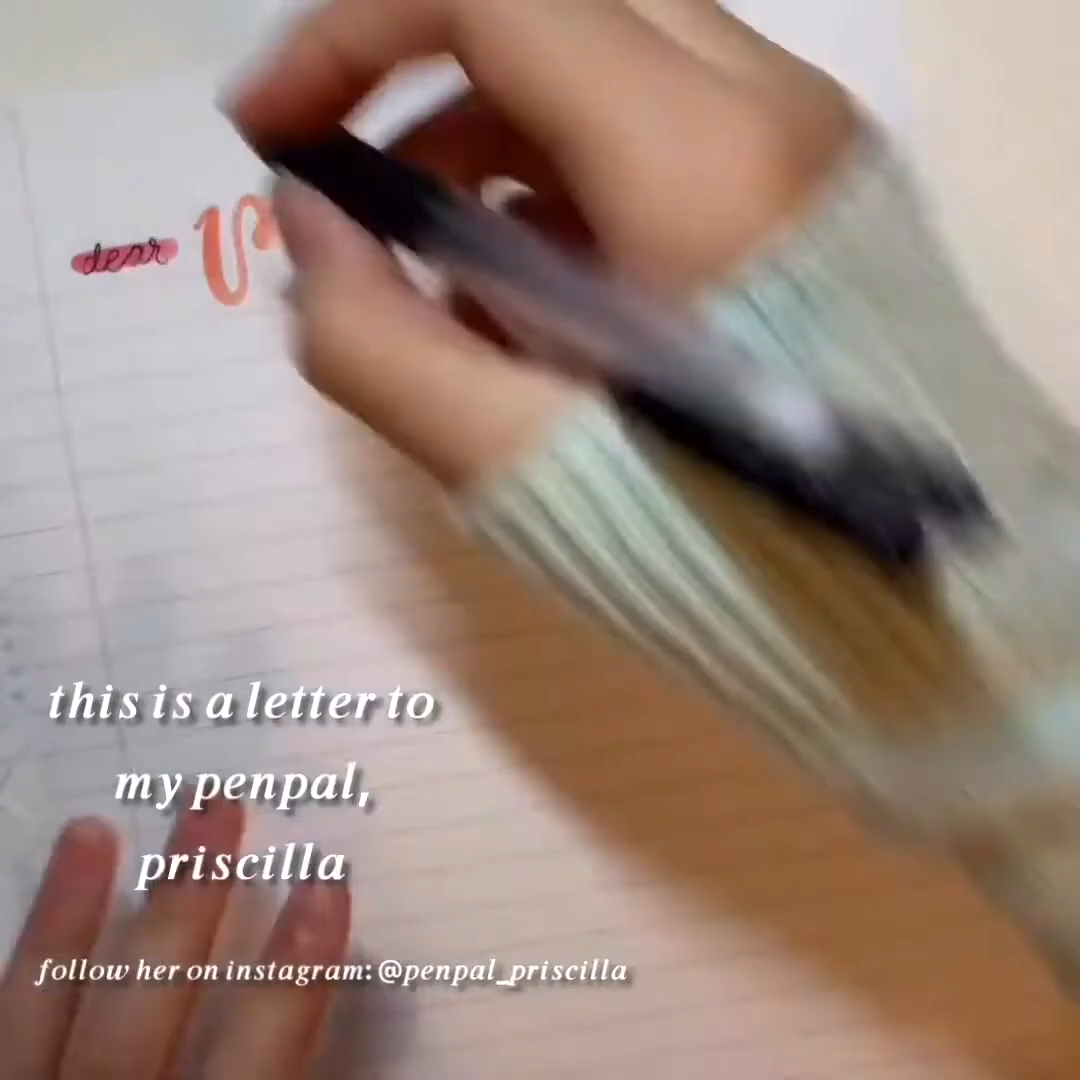 dear
this is a letter to
my penpal,
priscilla
follow her on instagram: @penpal_priscilla